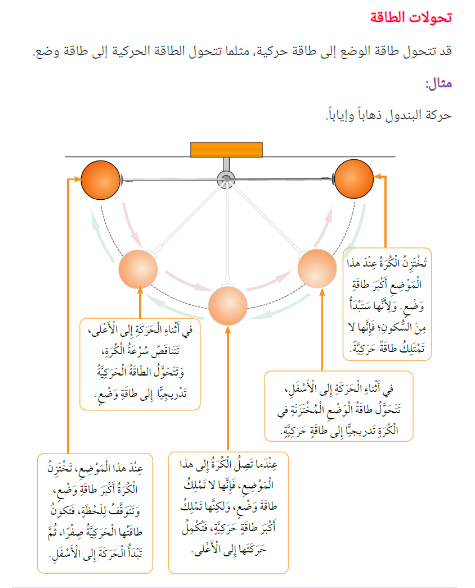 تحولات الطاقة
قد تتحول طاقة الوضع إلى طاقة حركية، مثلما تتحول الطاقة الحركية إلى طاقة وضع.
مثال:
حركة البندول ذهاباً وإياباً.
تَخْتَزِنُ الْكُرَةُ عِنْدَ هذا
الْمَوْضِعِ أَكْبَرَ طاقَةِ
وَضْعٍ. وَلِأَنَّها سَتَبْدَأُ
مِنَ السُّكونِ؛ فَإِنَّها لا
تَمْتَلِكُ طاقَةً حَرَكِيَّةً.
في أَثْناءِ الْحَرَكَةِ إِلى الْأَسْفَلِ،
تَتَحَوَّلُ طاقَةُ الْوَضْعِ الْمُخْتَزَنَةِ في
الْكُرَةِ تَدريجِيًّا إِلى طاقَةٍ حَرَكِيَّةٍ.
عِنْدَما تَصِلُ الْكُرَةُ إِلى هذا
الْمَوْضِعِ، فَإِنَّها لا تَمْلِكُ
طاقَةَ وَضْعٍ، وَلكِنَّها تَمْلِكُ
أَكْبَرَ طاقَةٍ حَرَكِيَّةٍ، فَتُكْمِلُ
حَرَكَتَها إِلى الْأَعْلى.
في أَثْناءِ الْحَرَكَةِ إِلى الْأَعْلى،
تَتَناقَصُ سُرْعَةُ الْكُرَةِ،
وَتَتَحَوَّلُ الطّاقَةُ الْحَرَكِيَّةُ
تَدْريجِيًّا إِلى طاقَةِ وَضْعٍ.
عِنْدَ هذا الْمَوْضِعِ، تَخْتَزِنُ
الْكُرَةُ أَكْبَرَ طاقَةِ وَضْعٍ،
وَتَتَوَقَّفُ لَلَحْظَةٍ، فَتَكونُ
طاقَتُها الْحَرَكِيَّةُ صِفْرًا، ثُمَّ
تَبْدَأُ الْحَرَكَةَ إِلى الْأَسْفَلِ.